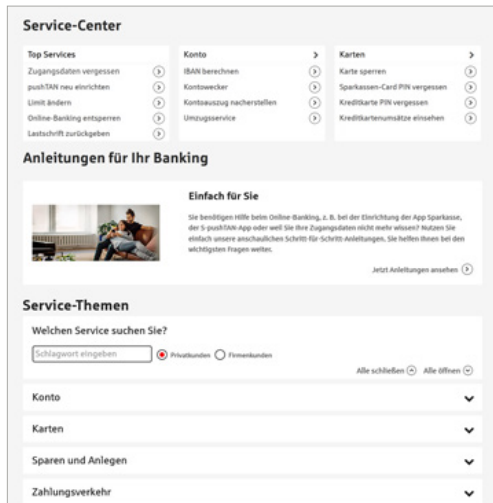 Service-Center
Top Services
Zugangsdaten vergessen
pushTAN neu einrichten
Limit ändern
Online-Banking entsperren
Lastschrift zurückgeben
Konto
IBAN berechnen
Kontowecker
Kontoauszug nacherstellen
Umzugsservice
Karten
Karte sperren
Sparkassen-Card PIN vergessen
Kreditkarte PIN vergessen
Kreditkartenumsätze einsehen
Anleitungen für Ihr Banking
Einfach für Sie
Sie benötigen Hilfe beim Online-Banking, z. B. bei der Einrichtung der App Sparkasse,
der S-pushTAN-App oder weil Sie Ihre Zugangsdaten nicht mehr wissen? Nutzen Sie
einfach unsere anschaulichen Schritt-für-Schritt-Anleitungen. Sie helfen Ihnen bei den
wichtigsten Fragen weiter.
Jetzt Anleitungen ansehen
Service-Themen
Welchen Service suchen Sie?
Schlagwort eingeben
Privatkunden
Firmenkunden
Alle schließen
Alle öffnen
Konto
Karten
Sparen und Anlegen
Zahlungsverkehr